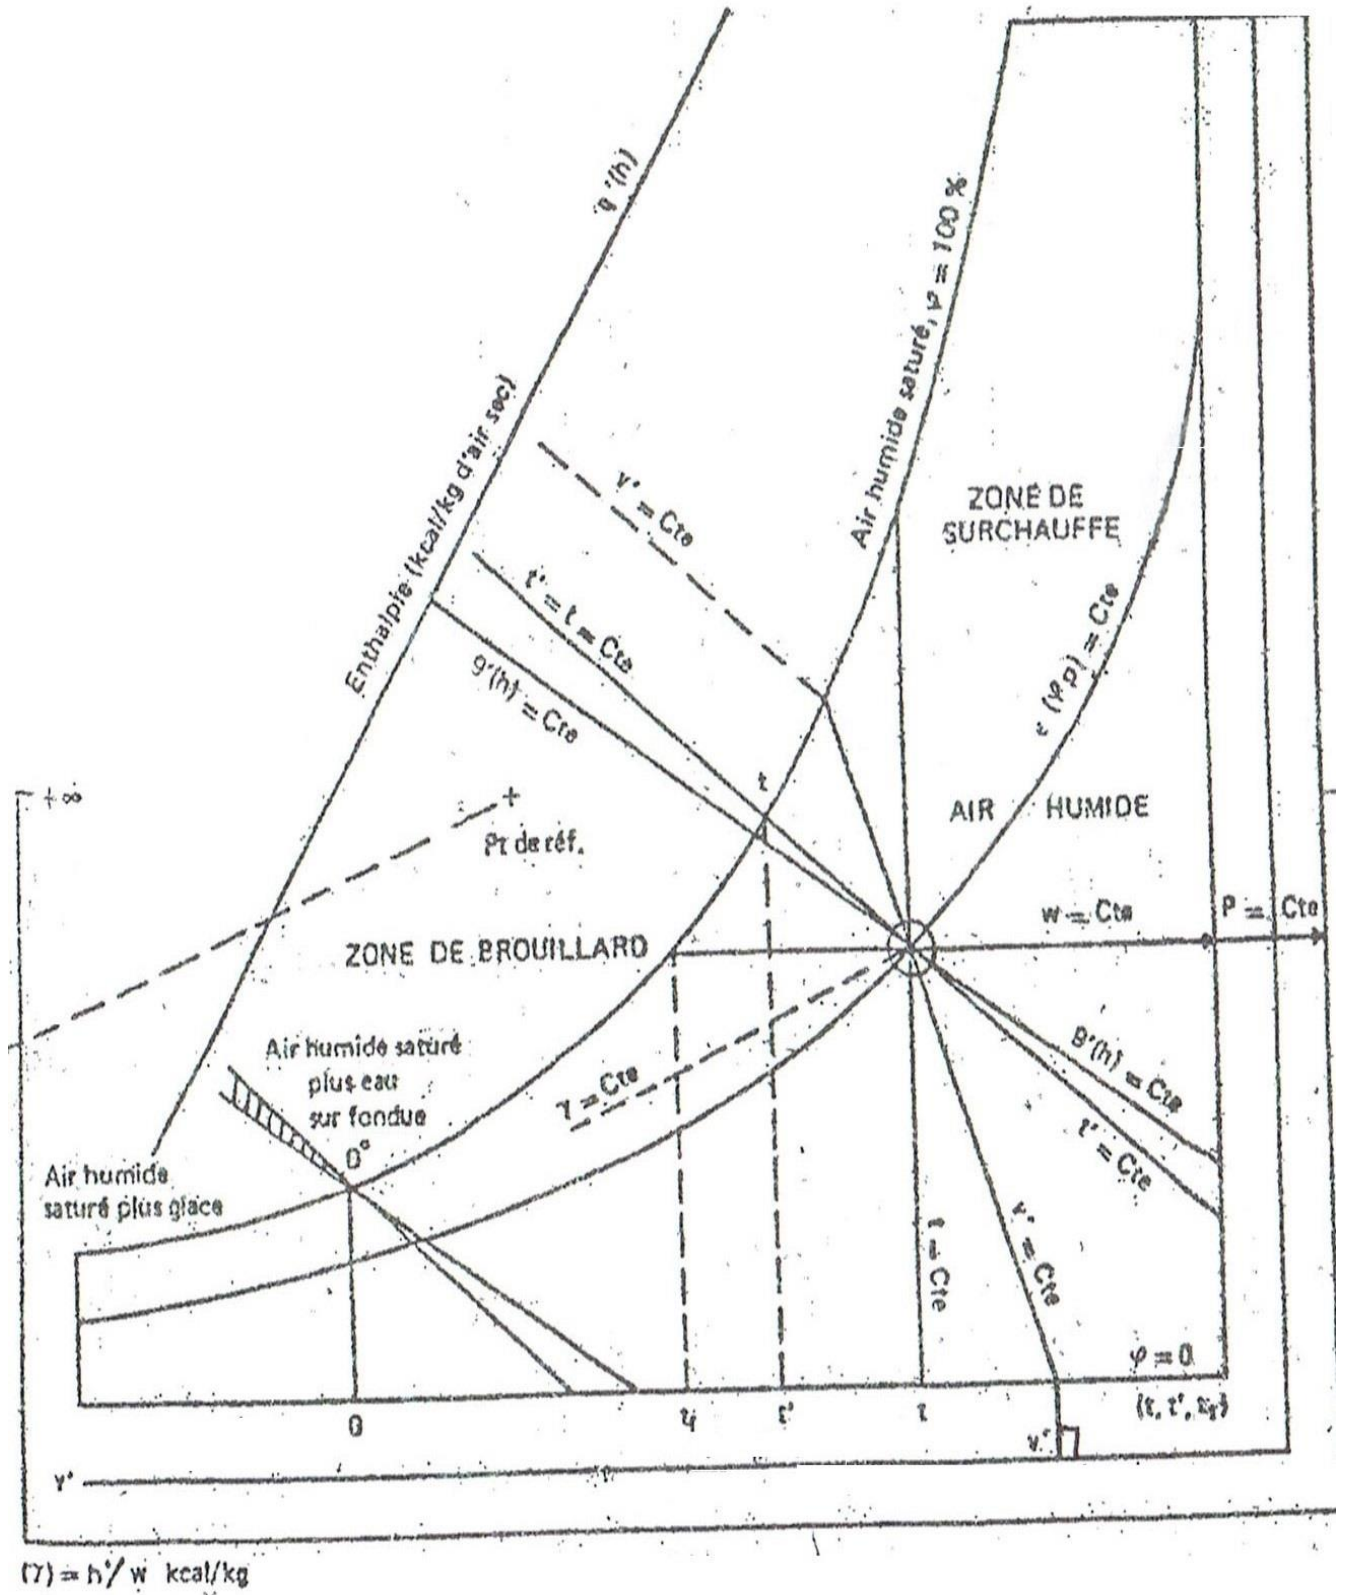 g'(h)
Air humide saturé, φ = 100 %
Enthalpie (kcal/kg d'air sec)
v' = Cte
ZONE DE
SURCHAUFFE
t' = t = Cte
g'(h) = Cte
(φ,p) = Cte
+∞
+
t
AIR HUMIDE
Pt de réf.
w = Cte
P = Cte
ZONE DE BROUILLARD
Air humide saturé
plus eau
sur fondue
0°
γ = Cte
g'(h) = Cte
t' = Cte
Air humide
saturé plus glace
t = Cte
v' = Cte
φ = 0
0
t'
t
v'
γ'
(γ) = h'/w kcal/kg